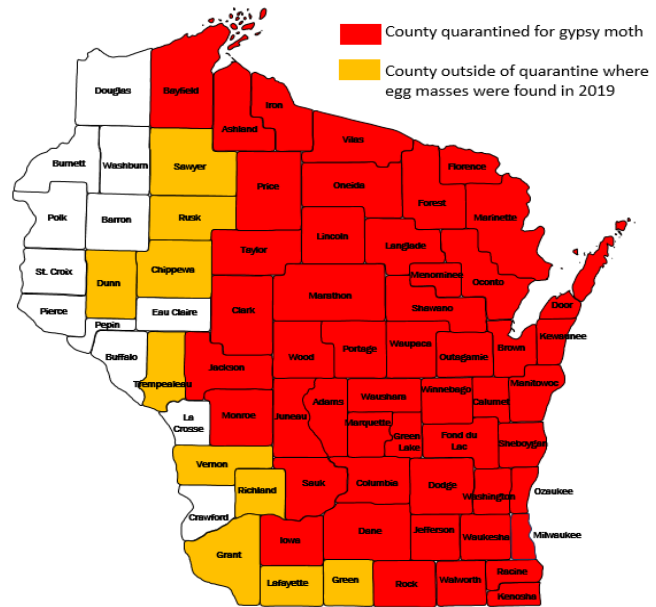 County quarantined for gypsy moth
County outside of quarantine where
egg masses were found in 2019
Douglas
Bayfield
Iron
Ashland
Vilas
Burnett
Washburn
Sawyer
Florence
Price
Oneida
Forest
Polk
Barron
Rusk
Marinette
Lincoln
Langlade
Taylor
St. Croix
Chippewa
Menominee
Oconto
Dunn
Marathon
Door
Pierce
Eau Claire
Clark
Shawano
Pepin
Kewaunee
Buffalo
Wood
Portage
Waupaca
Outagamie
Brown
Jackson
Trempealeau
Winnebago
Manitowoc
Adams
Waushara
Calumet
La
Crosse
Monroe
Juneau
Marquette
Green
Lake
Fond du
Lac
Sheboygan
Vernon
Richland
Sauk
Columbia
Dodge
Washington
Ozaukee
Crawford
Dane
Jefferson
Waukesha
Milwaukee
Iowa
Grant
Lafayette
Green
Rock
Walworth
Racine
Kenosha